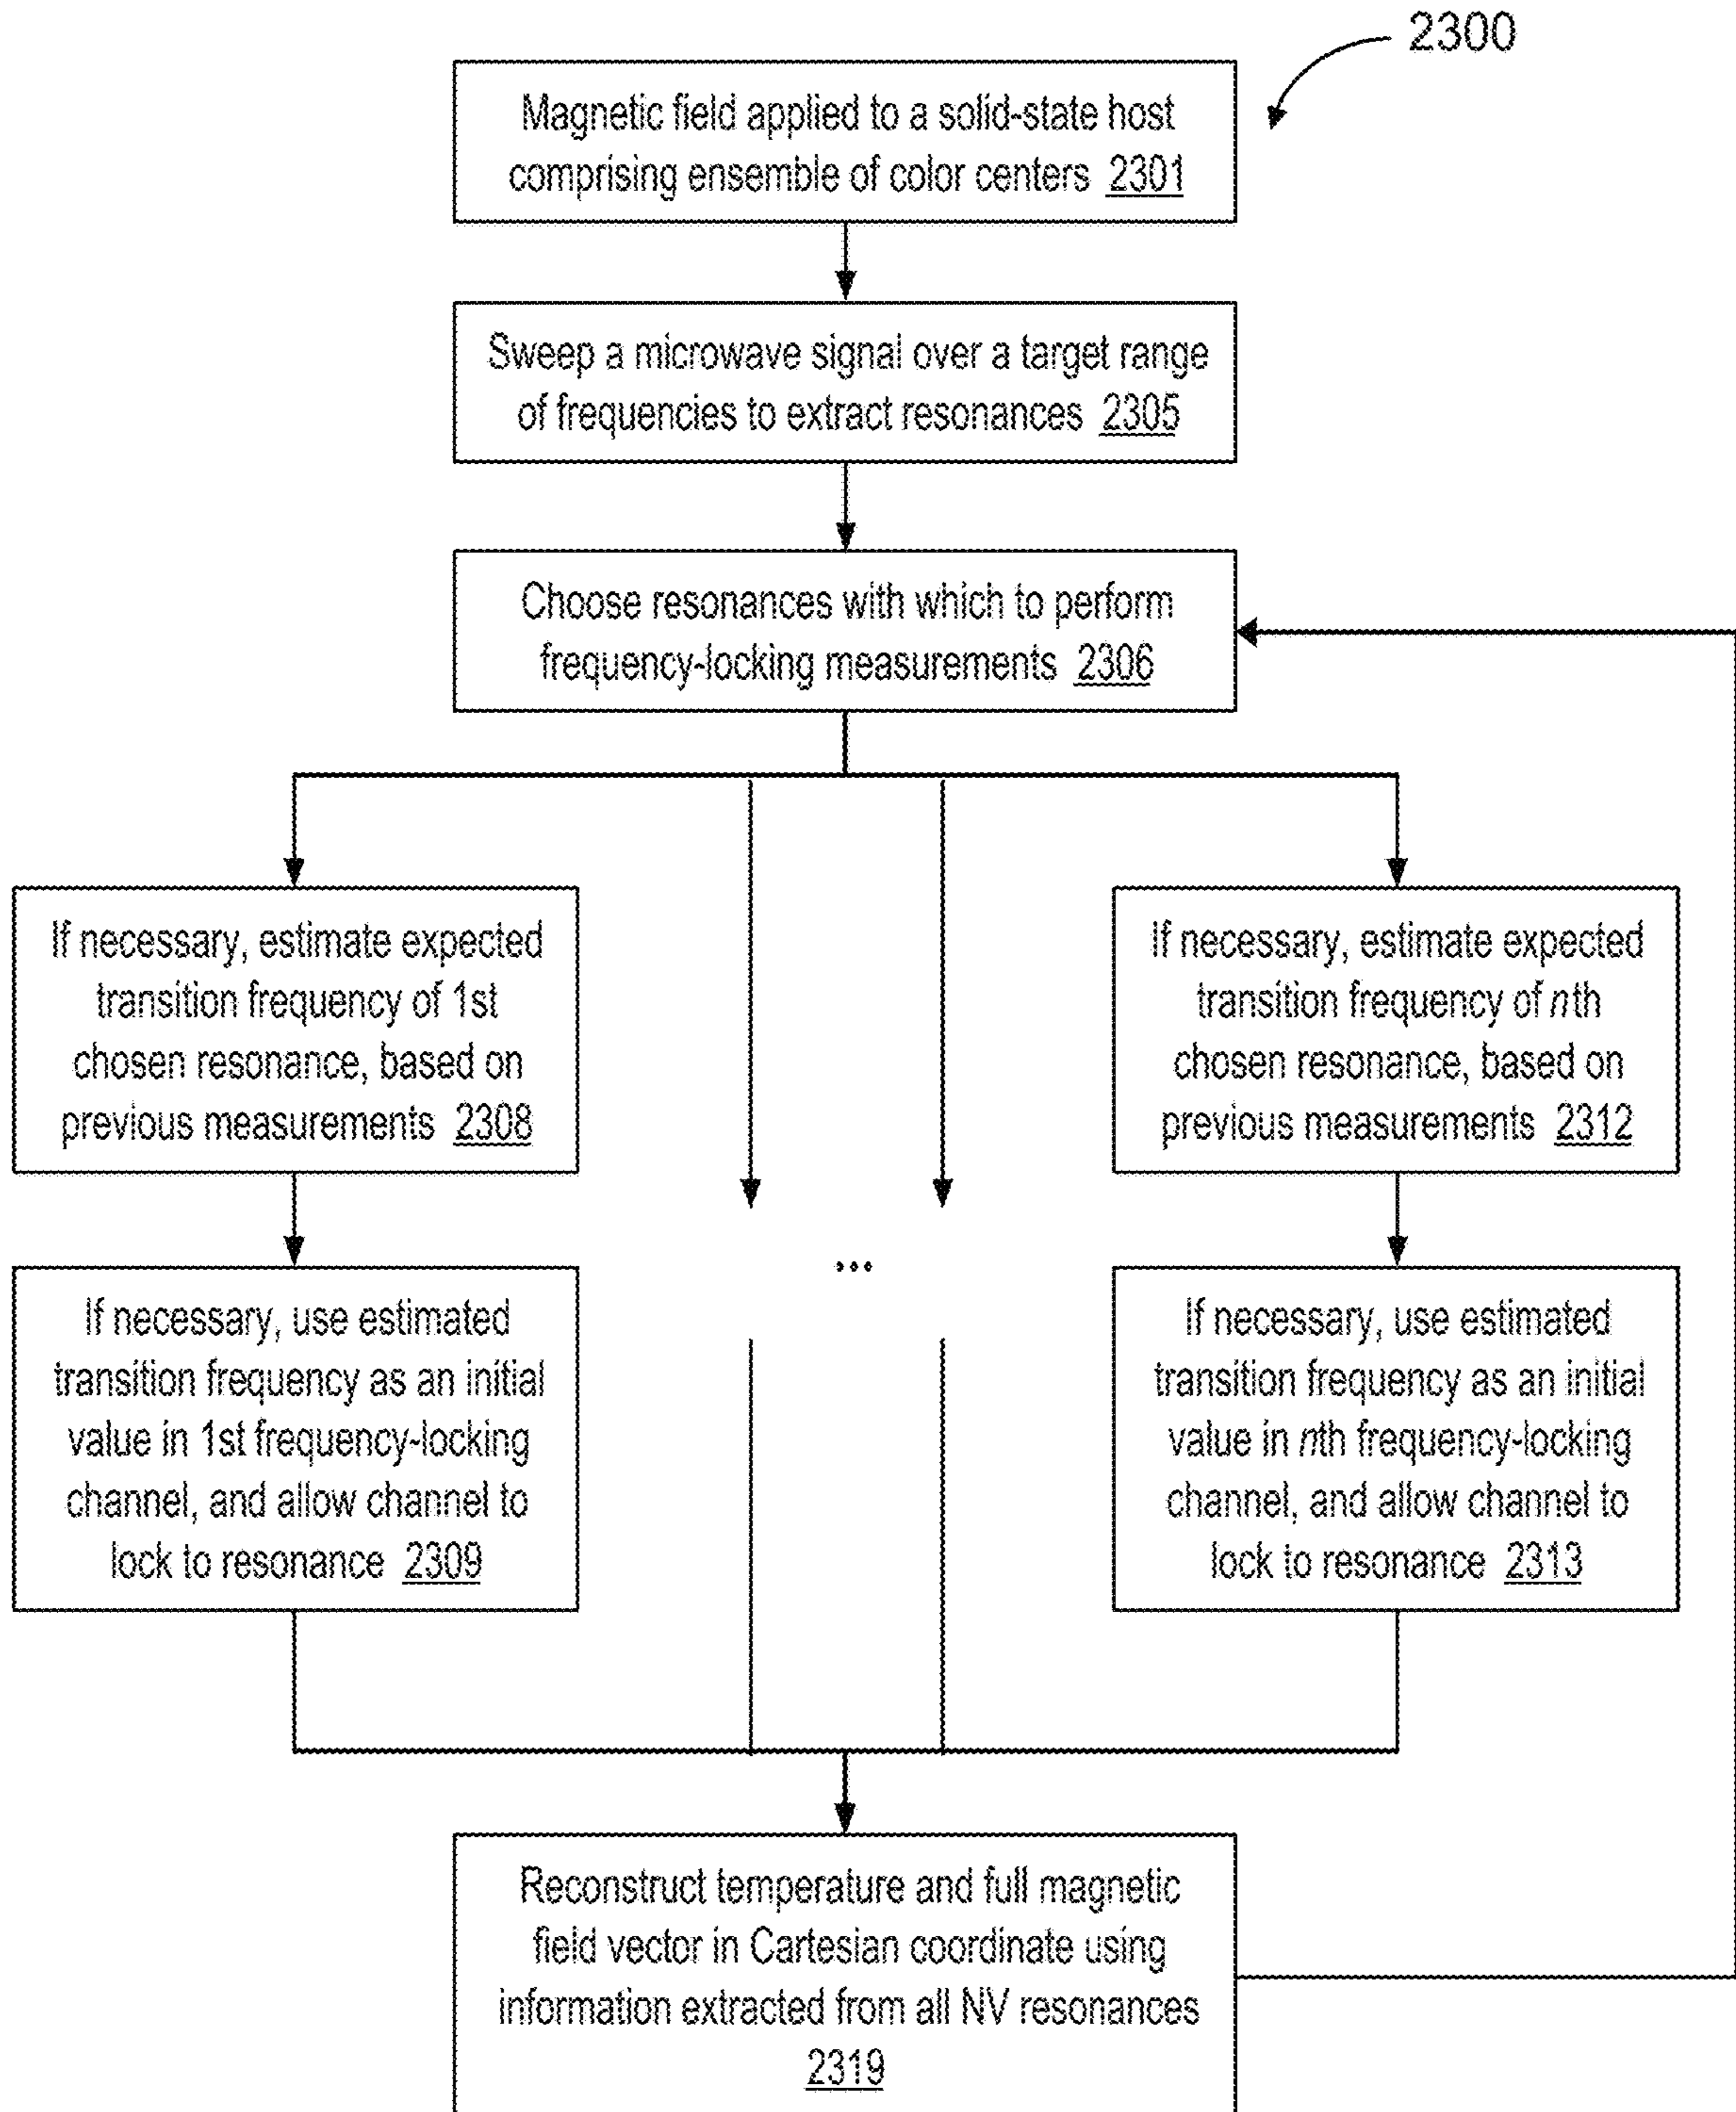 2300
Magnetic field applied to a solid-state host
comprising ensemble of color centers 2301
Sweep a microwave signal over a target range
of frequencies to extract resonances 2305
Choose resonances with which to perform
frequency-locking measurements 2306
If necessary, estimate expected
transition frequency of 1st
chosen resonance, based on
previous measurements 2308
If necessary, estimate expected
transition frequency of nth
chosen resonance, based on
previous measurements 2312
If necessary, use estimated
transition frequency as an initial
value in 1st frequency-locking
channel, and allow channel to
lock to resonance 2309
...
If necessary, use estimated
transition frequency as an initial
value in nth frequency-locking
channel, and allow channel to
lock to resonance 2313
Reconstruct temperature and full magnetic
field vector in Cartesian coordinate using
information extracted from all NV resonances
2319